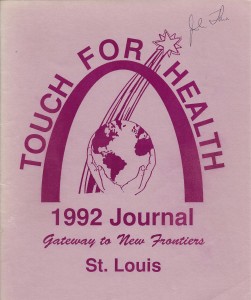 TOUCH FOR HEALTH
1992 Journal
Gateway to New Frontiers
St. Louis